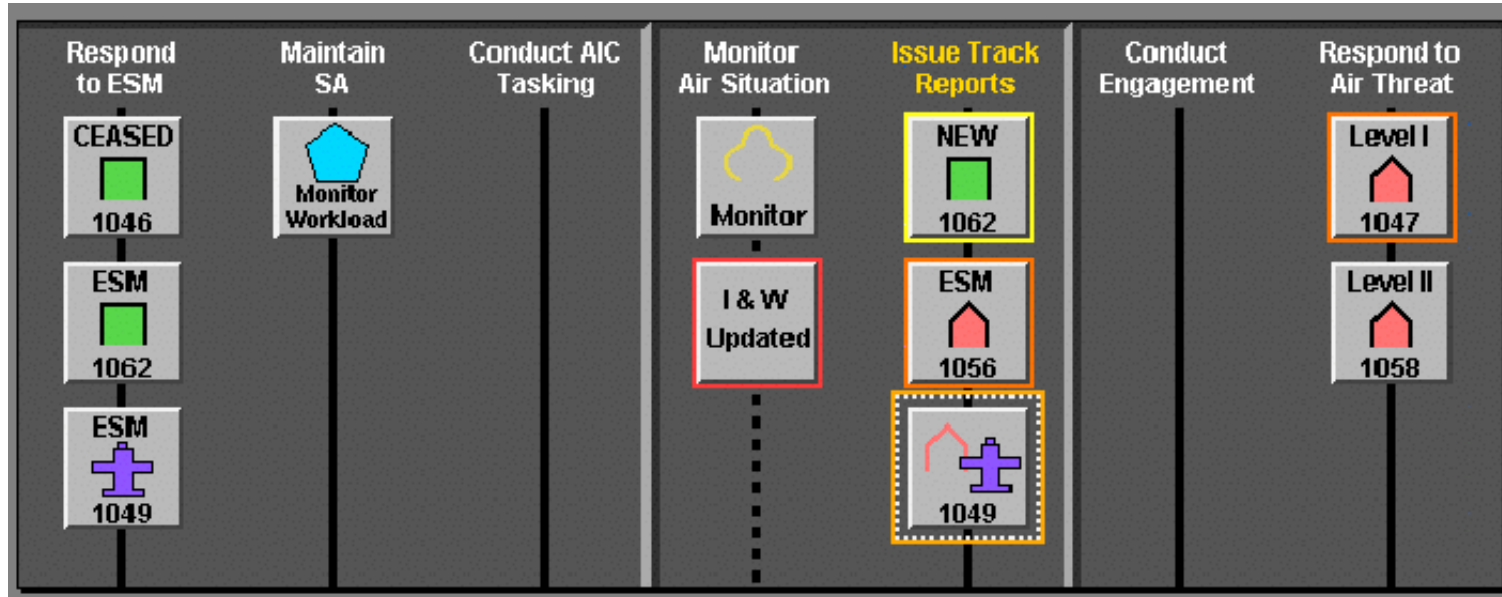 Respond
to ESM
Maintain
SA
Conduct AIC
Tasking
Monitor
Air Situation
Issue Track
Reports
Conduct
Engagement
Respond to
Air Threat
CEASED
1046
ESM
1062
ESM
1049
Monitor
Workload
Monitor
I & W
Updated
NEW
1062
ESM
1056
1049
Level I
1047
Level II
1058